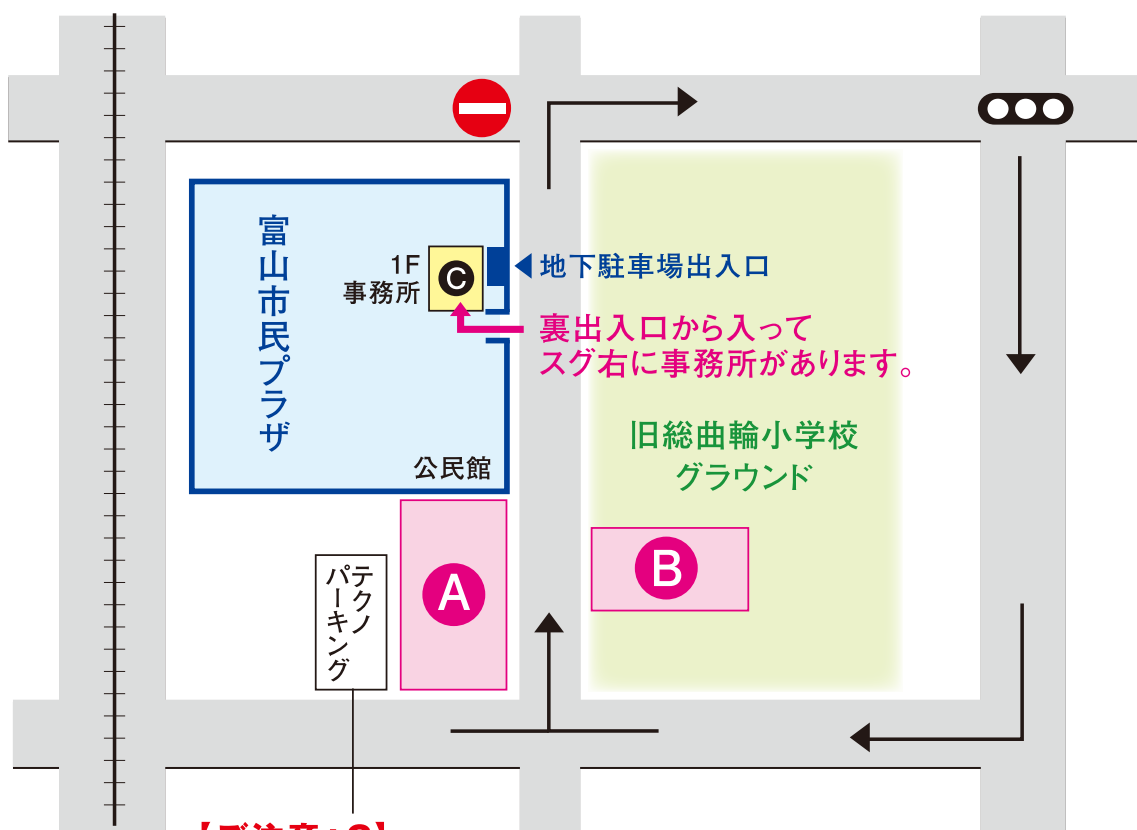 富山市民プラザ
1F
事務所
C
地下駐車場出入口
裏出入口から入って
スグ右に事務所があります。
旧総曲輪小学校
グラウンド
公民館
A
B
テクノ
パーキング